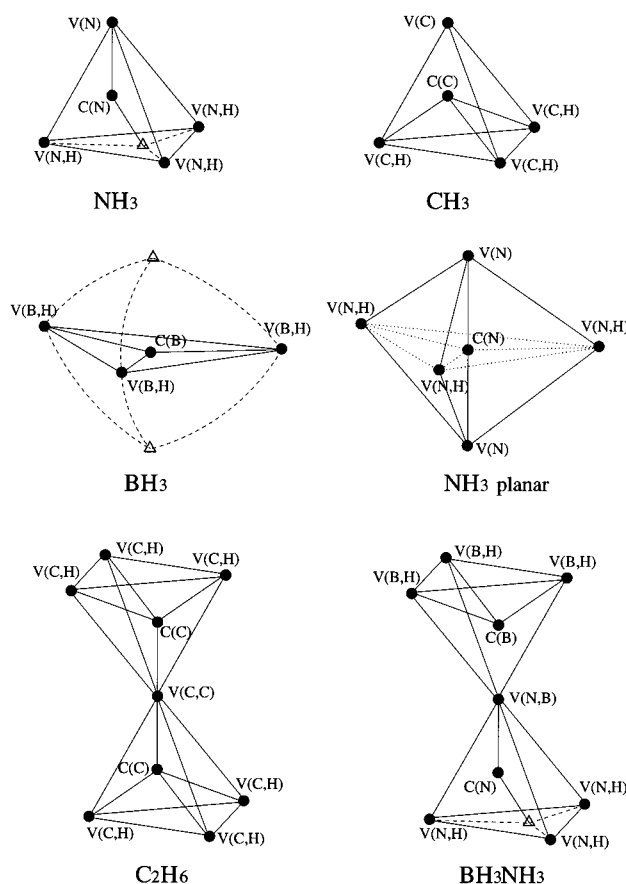 V(N)
C(N)
V(N,H)
V(N,H)
V(N,H)
NH3
V(C)
C(C)
V(C,H)
V(C,H)
V(C,H)
CH3
V(B,H)
V(B,H)
C(B)
V(B,H)
BH3
V(N)
V(N,H)
V(N,H)
C(N)
V(N,H)
V(N)
NH3 planar
V(C,H)
V(C,H)
V(C,H)
C(C)
V(C,C)
C(C)
V(C,H)
V(C,H)
V(C,H)
C2H6
V(B,H)
V(B,H)
V(B,H)
C(B)
V(N,B)
C(N)
V(N,H)
V(N,H)
V(N,H)
BH3NH3